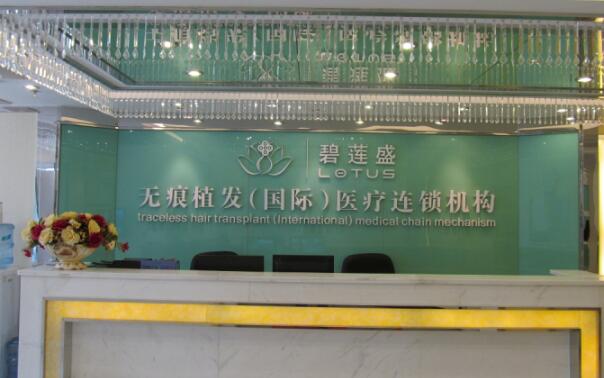 碧莲盛
LOTUS
无痕植发(国际)医疗连锁机构
traceless hair transplant (International) medical chain mechanism